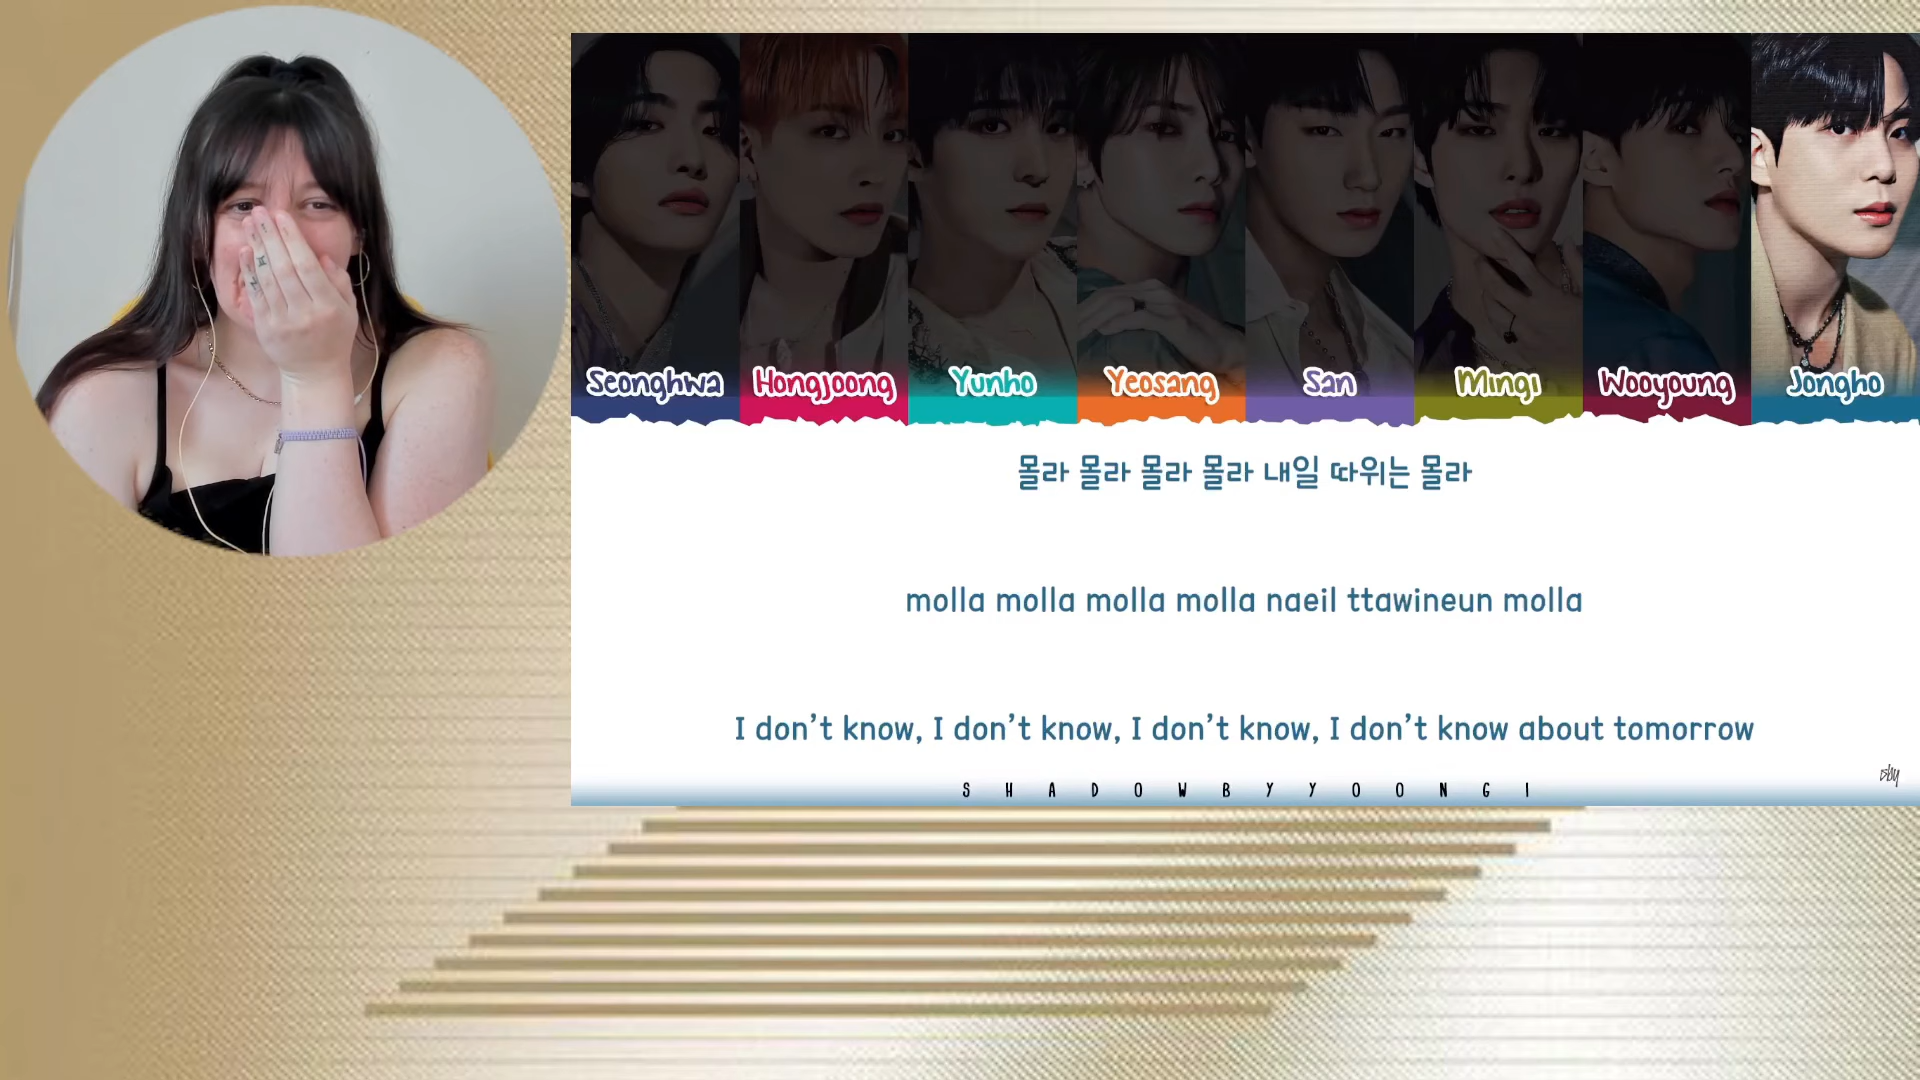 Seonghwa Hongjoong Yunho Yeosang San Mingi Wooyoung Jongho
몰라 몰라 몰라 몰라 내일 따위는 몰라
molla molla molla molla naeil ttawineun molla
I don't know, I don't know, I don't know, I don't know about tomorrow
SHADOWBYYOONGI
sby